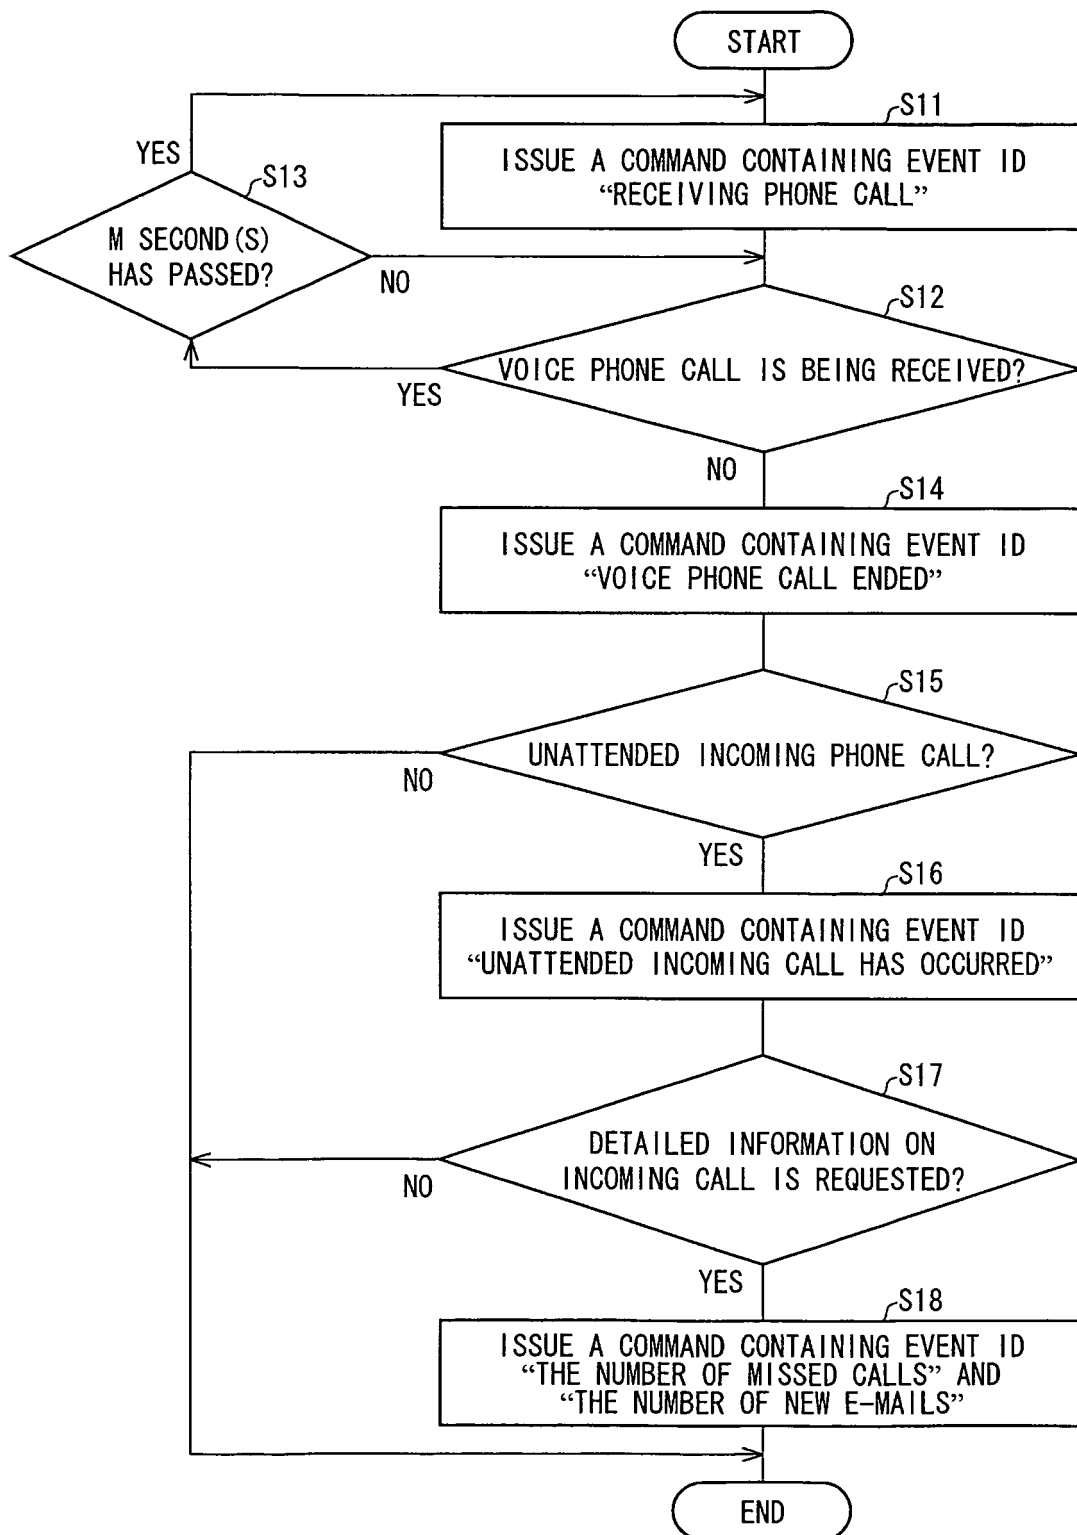 START
S11
ISSUE A COMMAND CONTAINING EVENT ID
“RECEIVING PHONE CALL”
YES
S13
M SECOND(S)
HAS PASSED?
NO
S12
VOICE PHONE CALL IS BEING RECEIVED?
YES
NO
S14
ISSUE A COMMAND CONTAINING EVENT ID
“VOICE PHONE CALL ENDED”
S15
UNATTENDED INCOMING PHONE CALL?
NO
YES
S16
ISSUE A COMMAND CONTAINING EVENT ID
“UNATTENDED INCOMING CALL HAS OCCURRED”
S17
DETAILED INFORMATION ON
INCOMING CALL IS REQUESTED?
NO
YES
S18
ISSUE A COMMAND CONTAINING EVENT ID
“THE NUMBER OF MISSED CALLS” AND
“THE NUMBER OF NEW E-MAILS”
END